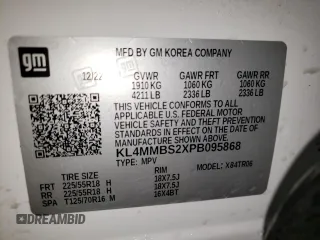 gm
MFD BY GM KOREA COMPANY
12/22 GVWR GAWR FRT GAWR RR
1910 KG 1060 KG 1060 KG
4211 LB 2336 LB 2336 LB
THIS VEHICLE CONFORMS TO ALL
APPLICABLE U.S. FEDERAL MOTOR
VEHICLE SAFETY AND THEFT
PREVENTION STANDARDS IN EFFECT
ON THE DATE OF MANUFACTURE
SHOWN ABOVE.
KL4MMBS2XPB095868
TYPE: MPV MODEL: X84TR06
TIRE RIM
FRT 225/55R18 H 18X7.5J
RR 225/55R18 H 18X7.5J
SPA T125/70R16 M 16X4BT